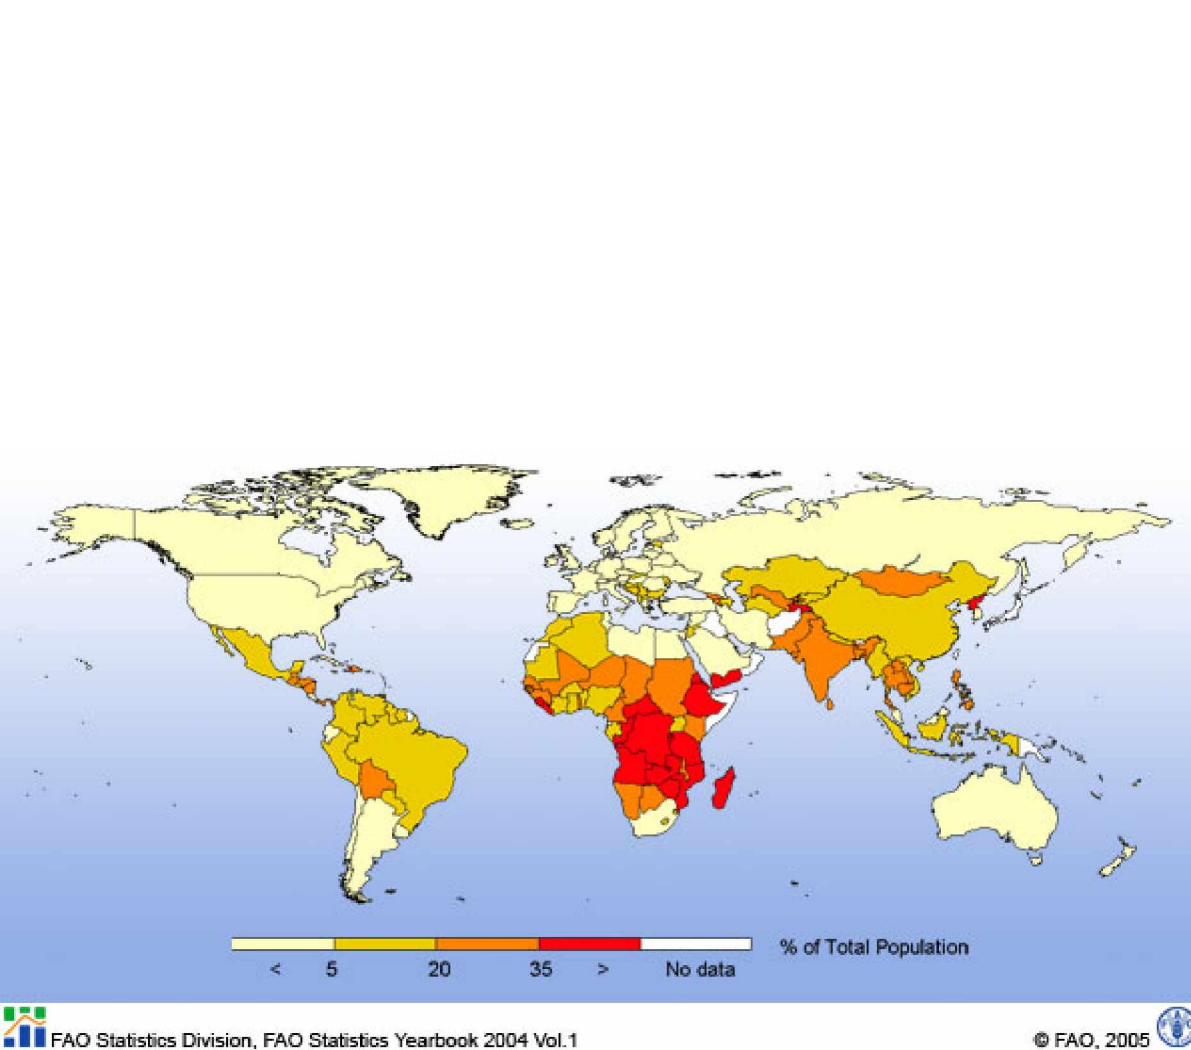 % of Total Population
< 5 20 35 > No data
FAO Statistics Division, FAO Statistics Yearbook 2004 Vol.1
© FAO, 2005